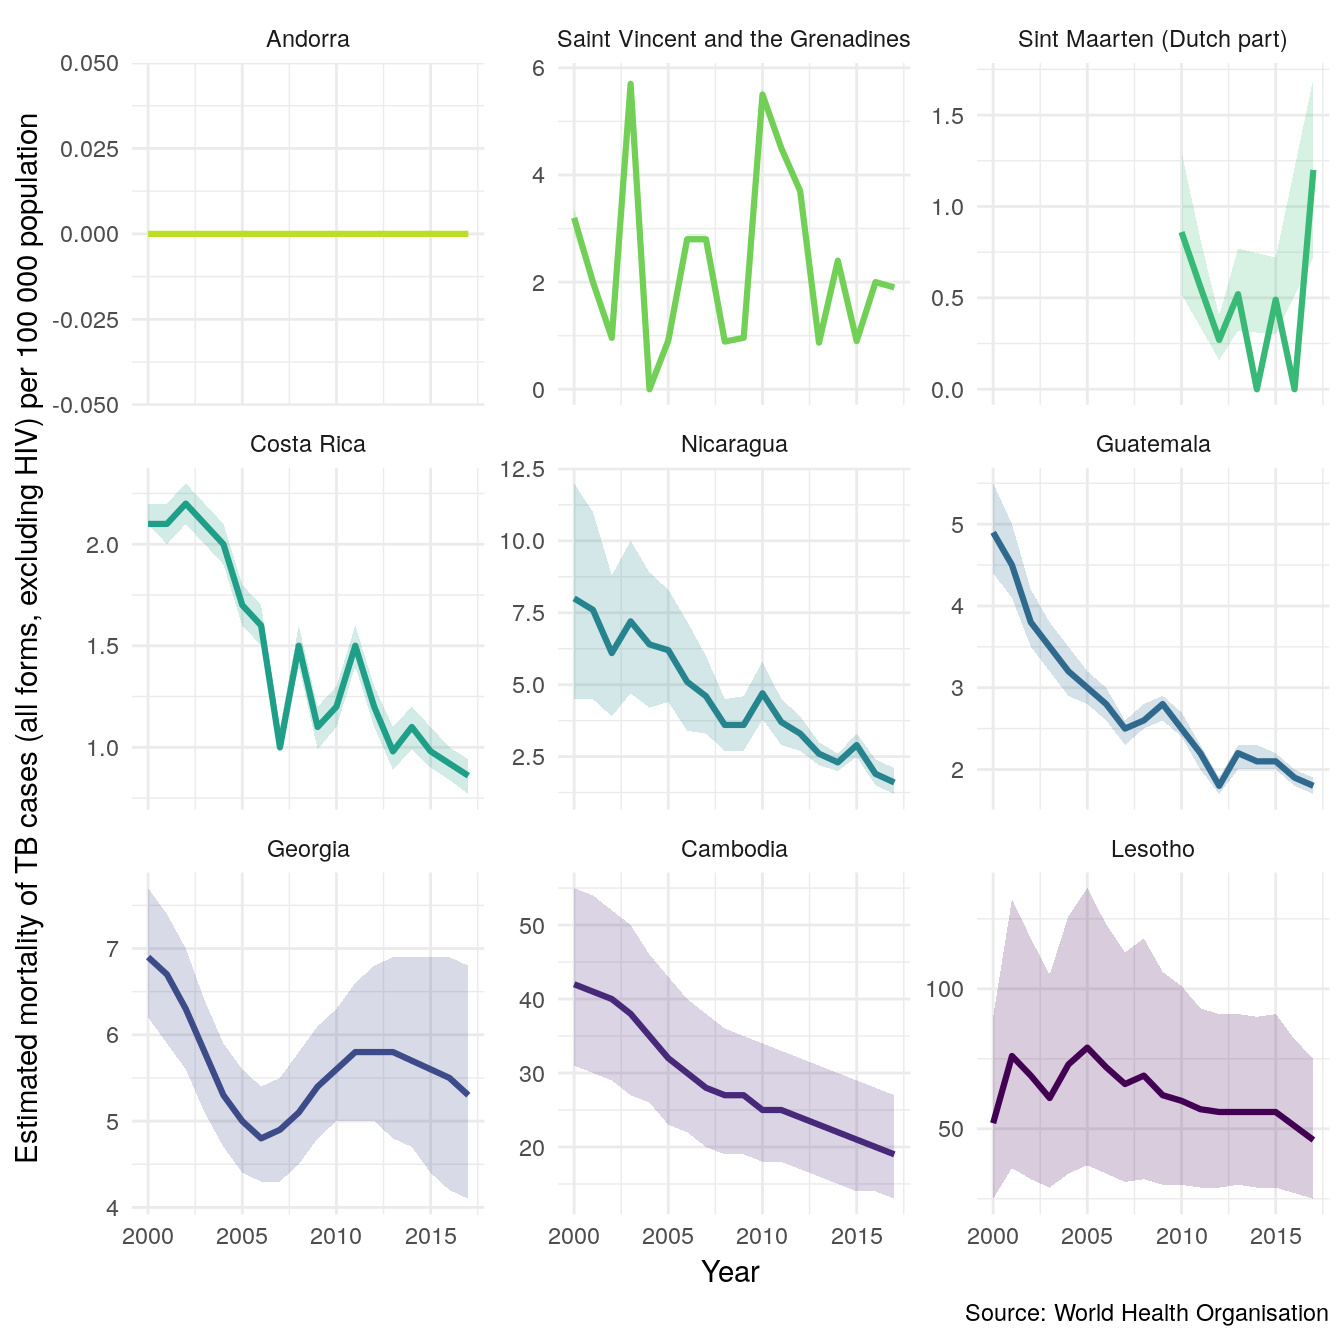 Estimated mortality of TB cases (all forms, excluding HIV) per 100 000 population
Andorra
0.050
0.025
0.000
-0.025
-0.050
Saint Vincent and the Grenadines
6
4
2
0
Sint Maarten (Dutch part)
1.5
1.0
0.5
0.0
Costa Rica
2.0
1.5
1.0
Nicaragua
12.5
10.0
7.5
5.0
2.5
Guatemala
5
4
3
2
Georgia
7
6
5
4
2000 2005 2010 2015
Cambodia
50
40
30
20
2000 2005 2010 2015
Lesotho
100
50
2000 2005 2010 2015
Year
Source: World Health Organisation